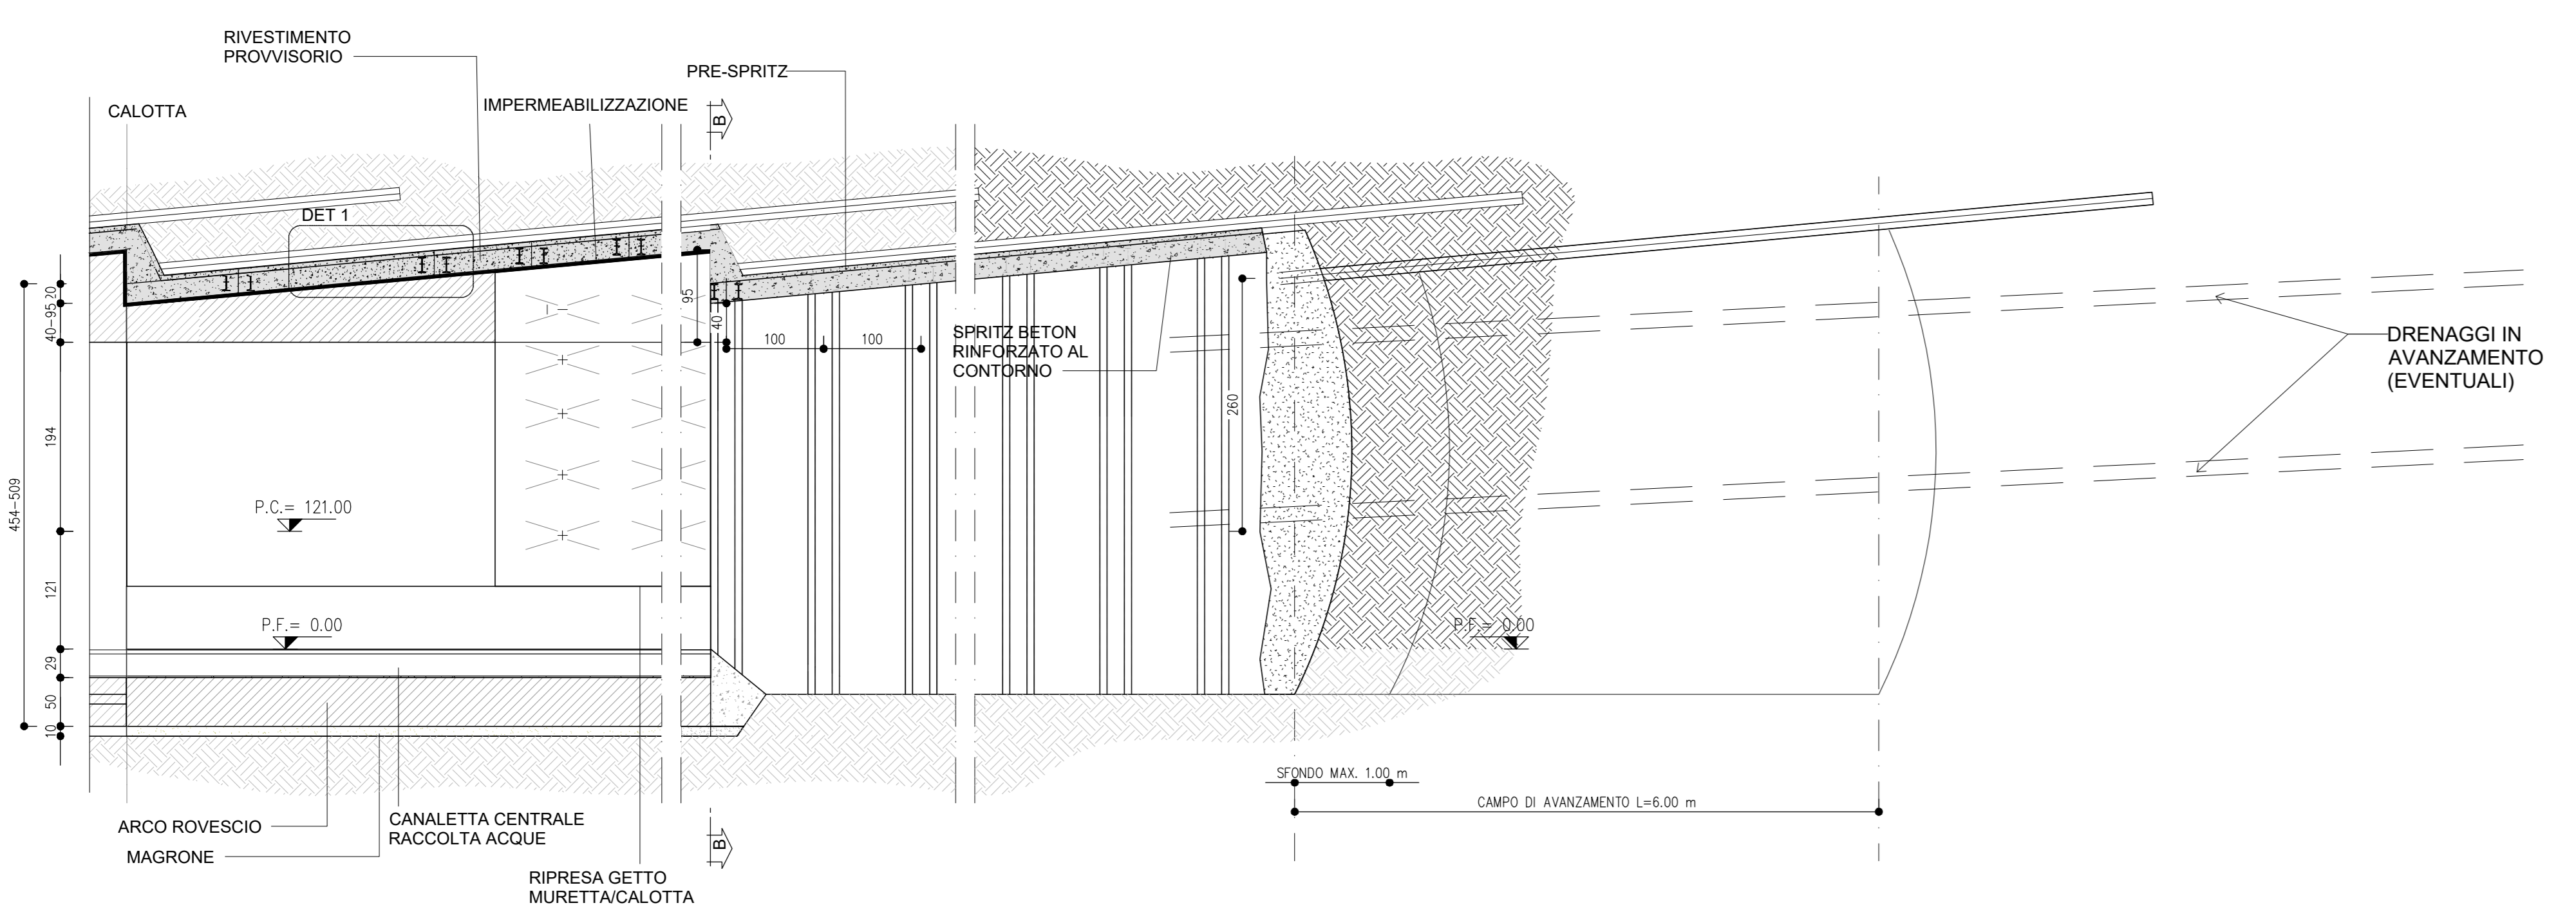 RIVESTIMENTO
PROVVISORIO
PRE-SPRITZ
CALOTTA
IMPERMEABILIZZAZIONE
B
DET 1
20
40-95
95
40
100
100
SPRITZ BETON
RINFORZATO AL
CONTORNO
260
DRENAGGI IN
AVANZAMENTO
(EVENTUALI)
194
454-509
P.C.= 121.00
121
P.F.= 0.00
P.F.= 0.00
29
50
10
SFONDO MAX. 1.00 m
CAMPO DI AVANZAMENTO L=6.00 m
ARCO ROVESCIO
CANALETTA CENTRALE
RACCOLTA ACQUE
MAGRONE
B
RIPRESA GETTO
MURETTA/CALOTTA